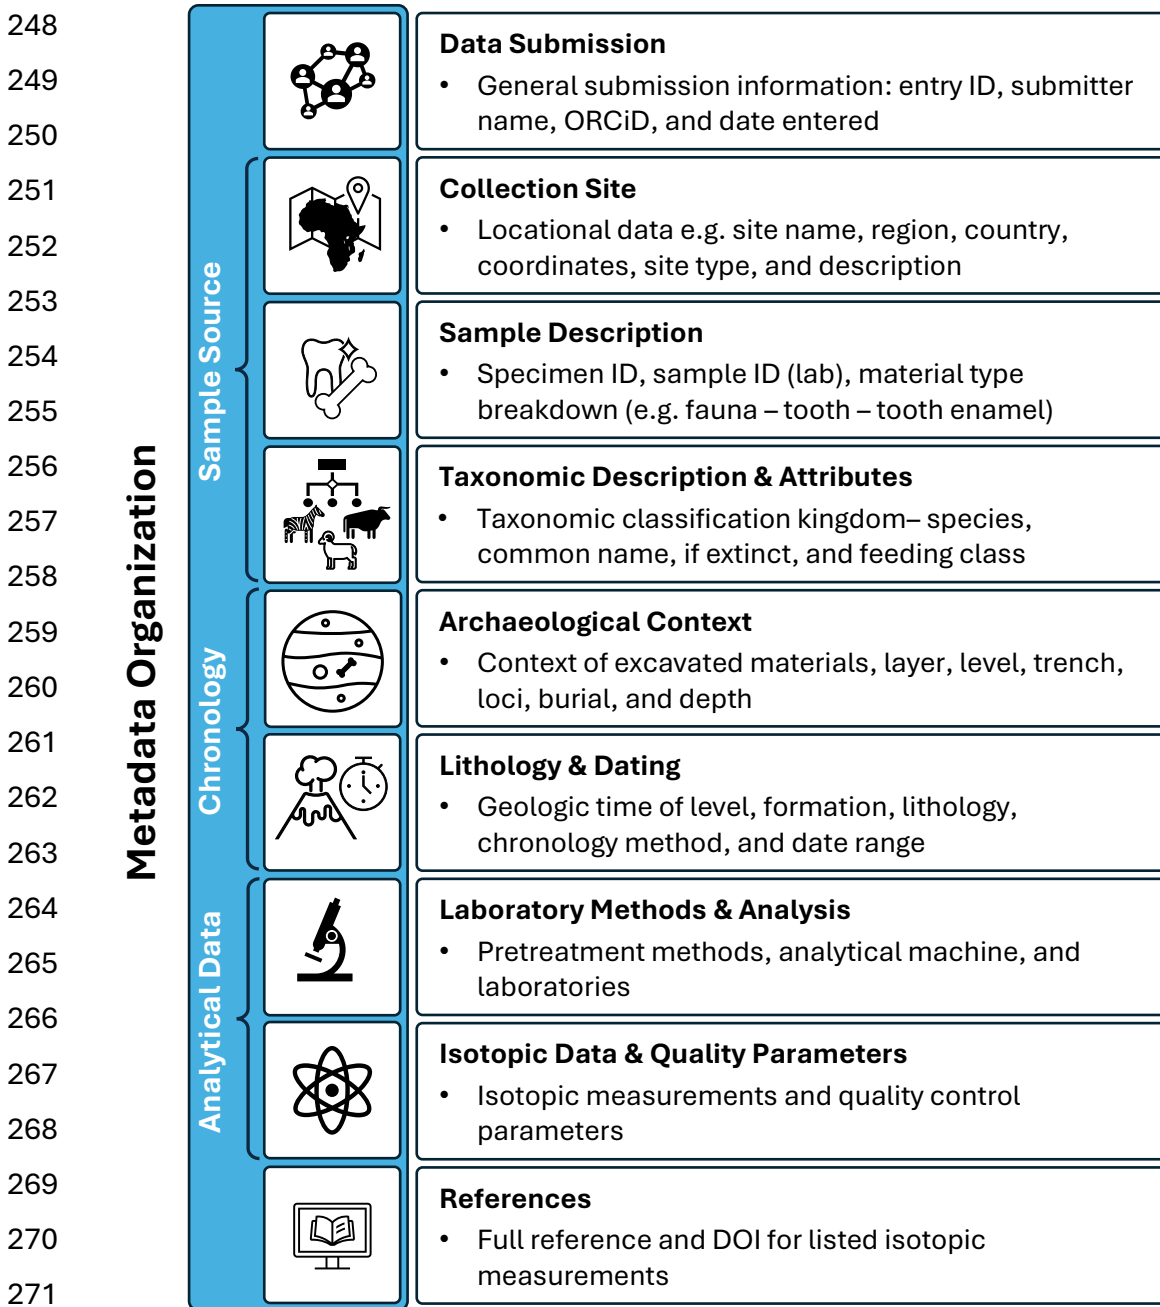 248
249
250
251
252
253
254
255
256
257
258
259
260
261
262
263
264
265
266
267
268
269
270
271
Metadata Organization
Sample Source
Chronology
Analytical Data
Data Submission
• General submission information: entry ID, submitter
name, ORCiD, and date entered
Collection Site
• Locational data e.g. site name, region, country,
coordinates, site type, and description
Sample Description
• Specimen ID, sample ID (lab), material type
breakdown (e.g. fauna – tooth – tooth enamel)
Taxonomic Description & Attributes
• Taxonomic classification kingdom– species,
common name, if extinct, and feeding class
Archaeological Context
• Context of excavated materials, layer, level, trench,
loci, burial, and depth
Lithology & Dating
• Geologic time of level, formation, lithology,
chronology method, and date range
Laboratory Methods & Analysis
• Pretreatment methods, analytical machine, and
laboratories
Isotopic Data & Quality Parameters
• Isotopic measurements and quality control
parameters
References
• Full reference and DOI for listed isotopic
measurements